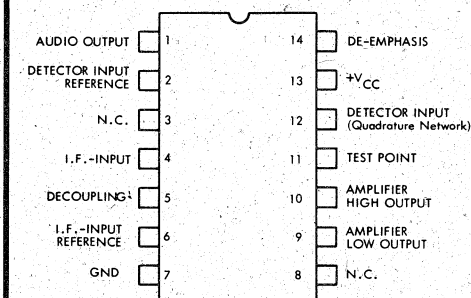 AUDIO OUTPUT 1
DETECTOR INPUT
REFERENCE 2
N.C. 3
I.F.-INPUT 4
DECOUPLING 5
I.F.-INPUT
REFERENCE 6
GND 7
14 DE-EMPHASIS
13 +VCC
12 DETECTOR INPUT
(Quadrature Network)
11 TEST POINT
10 AMPLIFIER
HIGH OUTPUT
9 AMPLIFIER
LOW OUTPUT
8 N.C.